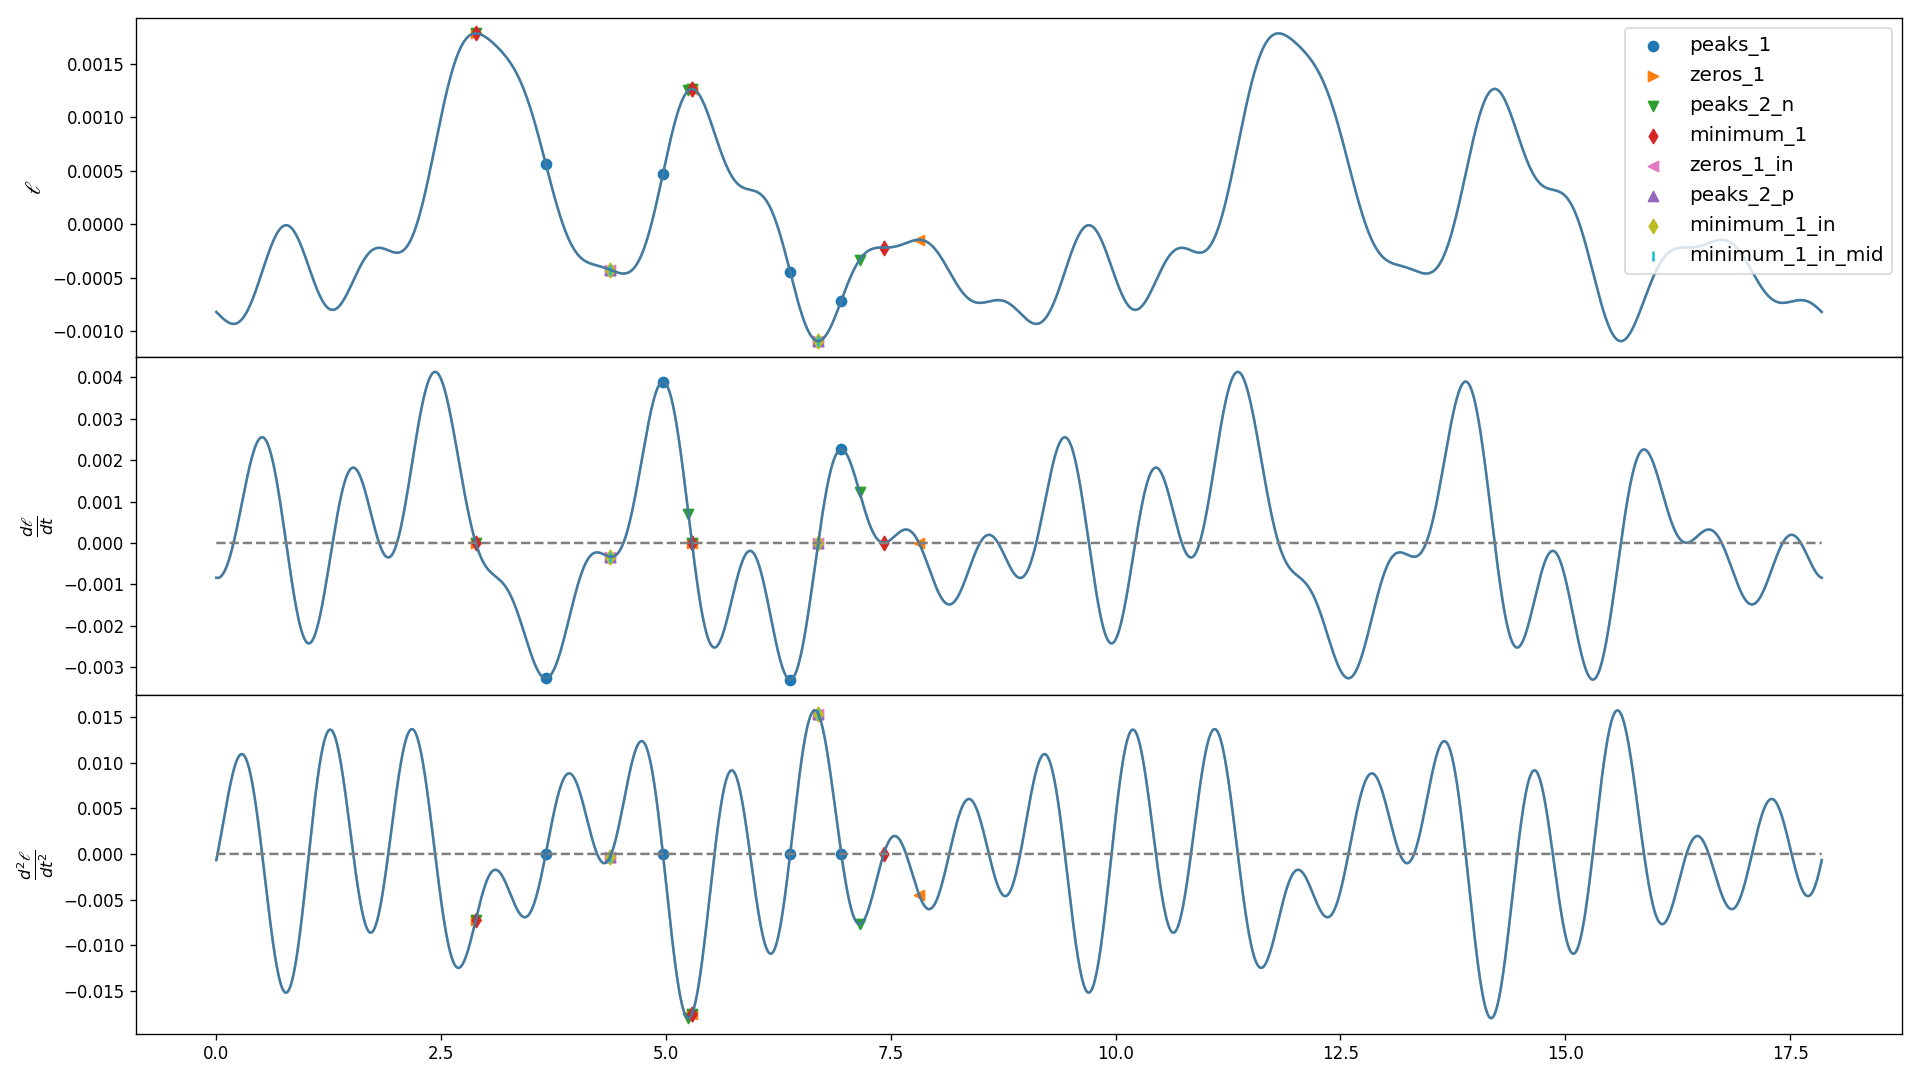 0.0015
0.0010
0.0005
0.0000
−0.0005
−0.0010
ℓ
peaks_1
zeros_1
peaks_2_n
minimum_1
zeros_1_in
peaks_2_p
minimum_1_in
minimum_1_in_mid
0.004
0.003
0.002
0.001
0.000
−0.001
−0.002
−0.003
dℓ/dt
0.015
0.010
0.005
0.000
−0.005
−0.010
−0.015
d²ℓ/dt²
0.0 2.5 5.0 7.5 10.0 12.5 15.0 17.5